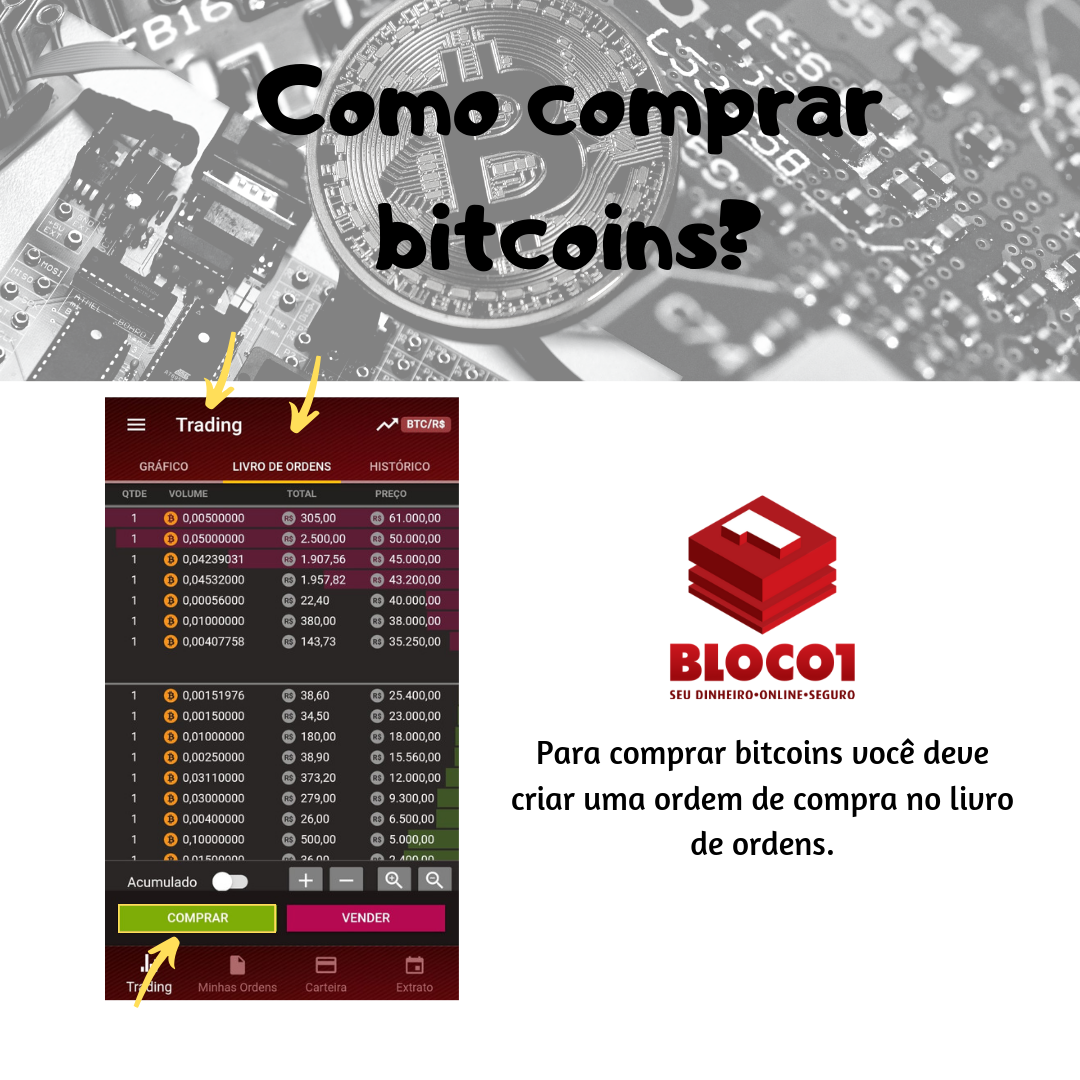 Como comprar
bitcoins?
Trading
BTC/R$
GRÁFICO LIVRO DE ORDENS HISTÓRICO
QTDE VOLUME TOTAL PREÇO
1 0,00500000 R$ 305,00 R$ 61.000,00
1 0,05000000 R$ 2.500,00 R$ 50.000,00
1 0,04239031 R$ 1.907,56 R$ 45.000,00
1 0,04532000 R$ 1.957,82 R$ 43.200,00
1 0,00056000 R$ 22,40 R$ 40.000,00
1 0,01000000 R$ 380,00 R$ 38.000,00
1 0,00407758 R$ 143,73 R$ 35.250,00
1 0,00151976 R$ 38,60 R$ 25.400,00
1 0,00150000 R$ 34,50 R$ 23.000,00
1 0,01000000 R$ 180,00 R$ 18.000,00
1 0,00250000 R$ 38,90 R$ 15.560,00
1 0,03110000 R$ 373,20 R$ 12.000,00
1 0,03000000 R$ 279,00 R$ 9.300,00
1 0,00400000 R$ 26,00 R$ 6.500,00
1 0,10000000 R$ 500,00 R$ 5.000,00
1 0,01500000 R$ 36,00 R$ 2.400,00
Acumulado
COMPRAR VENDER
Trading Minhas Ordens Carteira Extrato
BLOCO1
SEU DINHEIRO•ONLINE•SEGURO
Para comprar bitcoins você deve
criar uma ordem de compra no livro
de ordens.